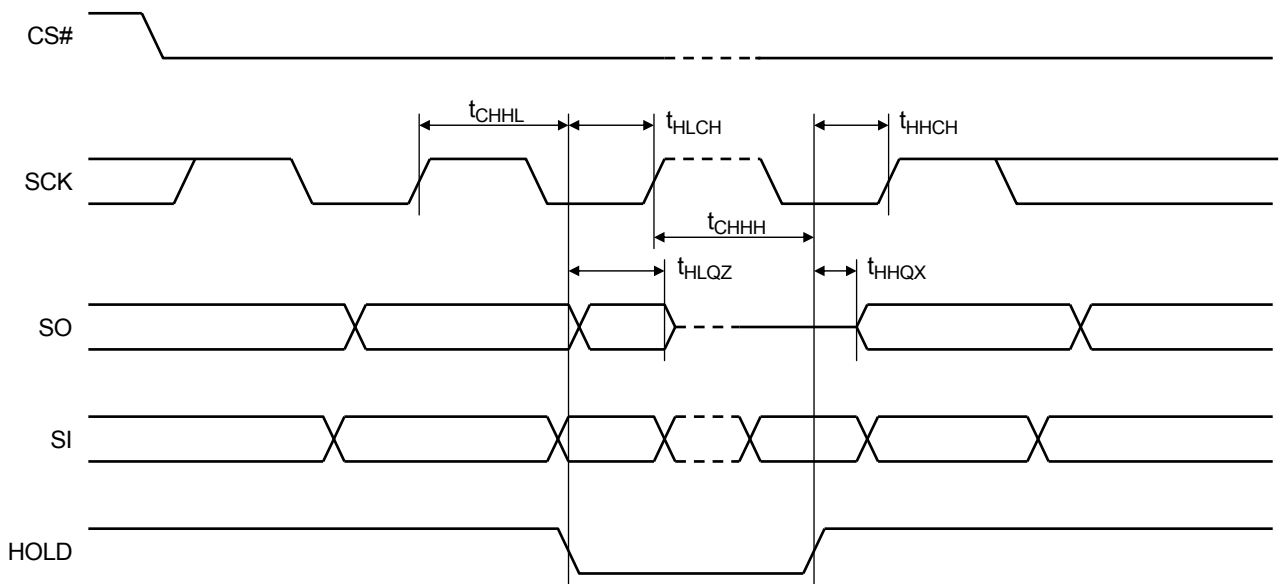 CS#
tCHHL
tHLCH
tHHCH
SCK
tCHHH
tHLQZ
tHHQX
SO
SI
HOLD